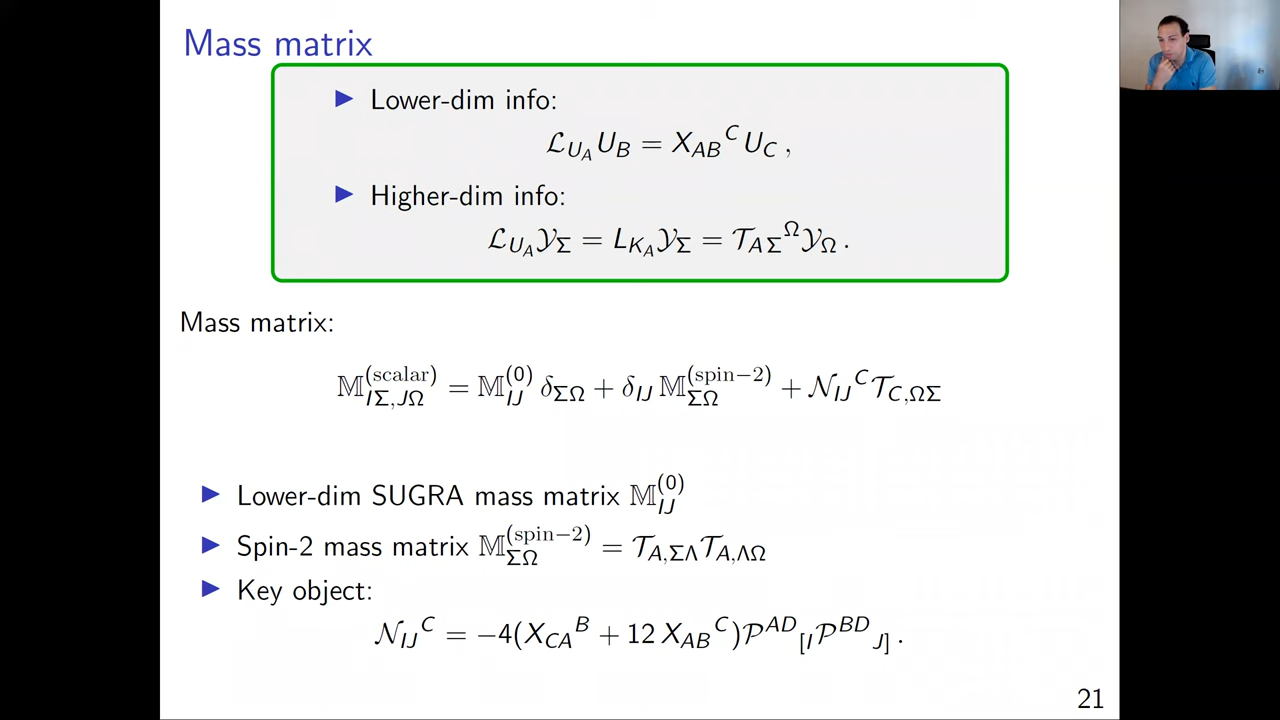 Mass matrix
▶ Lower-dim info:
ℒ_{U_A} U_B = X_{AB}^C U_C ,
▶ Higher-dim info:
ℒ_{U_A} 𝒴_Σ = L_{K_A} 𝒴_Σ = 𝒯_{A Σ}^Ω 𝒴_Ω .
Mass matrix:
𝕄^{(scalar)}_{IΣ,JΩ} = 𝕄^{(0)}_{IJ} δ_{ΣΩ} + δ_{IJ} 𝕄^{(spin−2)}_{ΣΩ} + 𝒩_{IJ}^C 𝒯_{C,ΩΣ}
▶ Lower-dim SUGRA mass matrix 𝕄^{(0)}_{IJ}
▶ Spin-2 mass matrix 𝕄^{(spin−2)}_{ΣΩ} = 𝒯_{A,ΣΛ} 𝒯_{A,ΛΩ}
▶ Key object:
𝒩_{IJ}^C = −4(X_{CA}^B + 12 X_{AB}^C) 𝒫^{AD}_{[I} 𝒫^{BD}_{J]} .
21